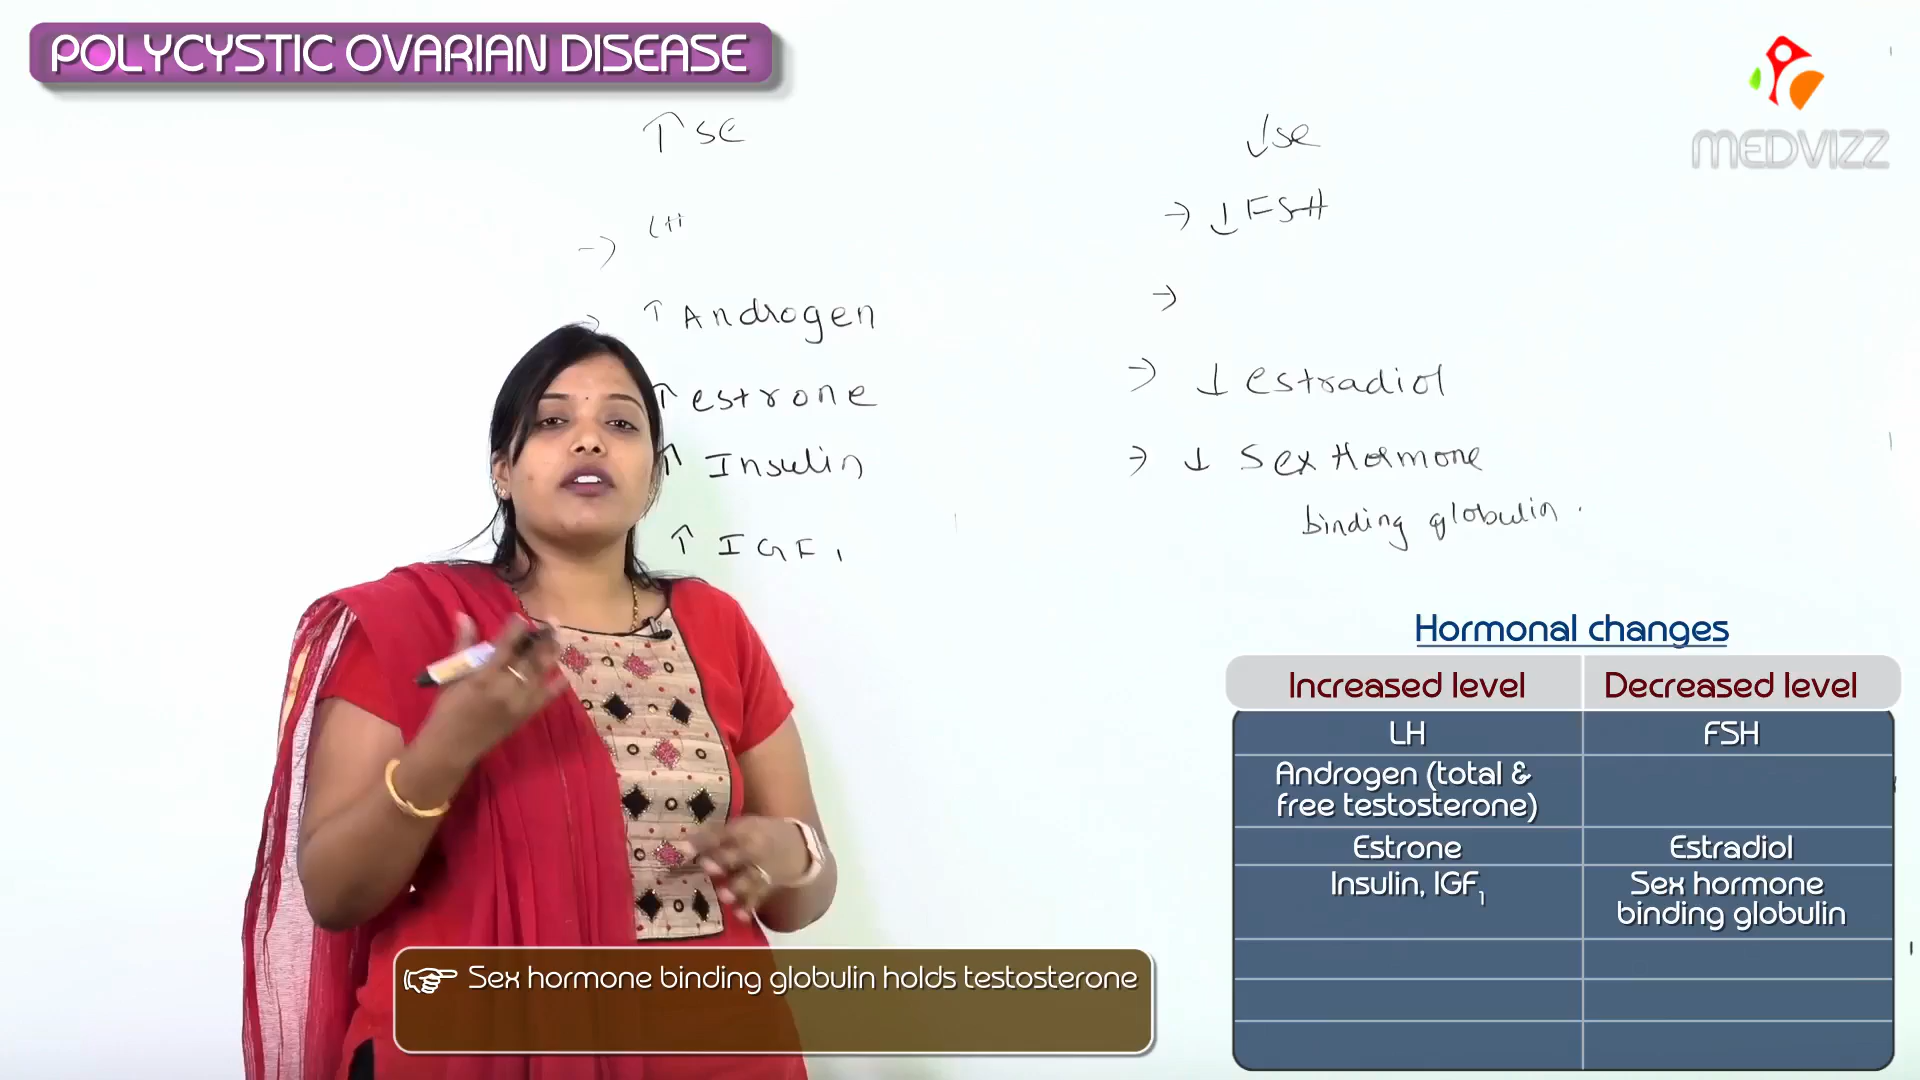 POLYCYSTIC OVARIAN DISEASE
MEDVIZZ
↑ se
↓ se
→ LH
→ ↓ FSH
→ ↑ Androgen
→
↑ estrone
→ ↓ estradiol
↑ Insulin
→ ↓ Sex Hormone
binding globulin.
↑ IGF1
Hormonal changes
Increased level Decreased level
LH FSH
Androgen (total &
free testosterone)
Estrone Estradiol
Insulin, IGF1 Sex hormone
binding globulin
Sex hormone binding globulin holds testosterone